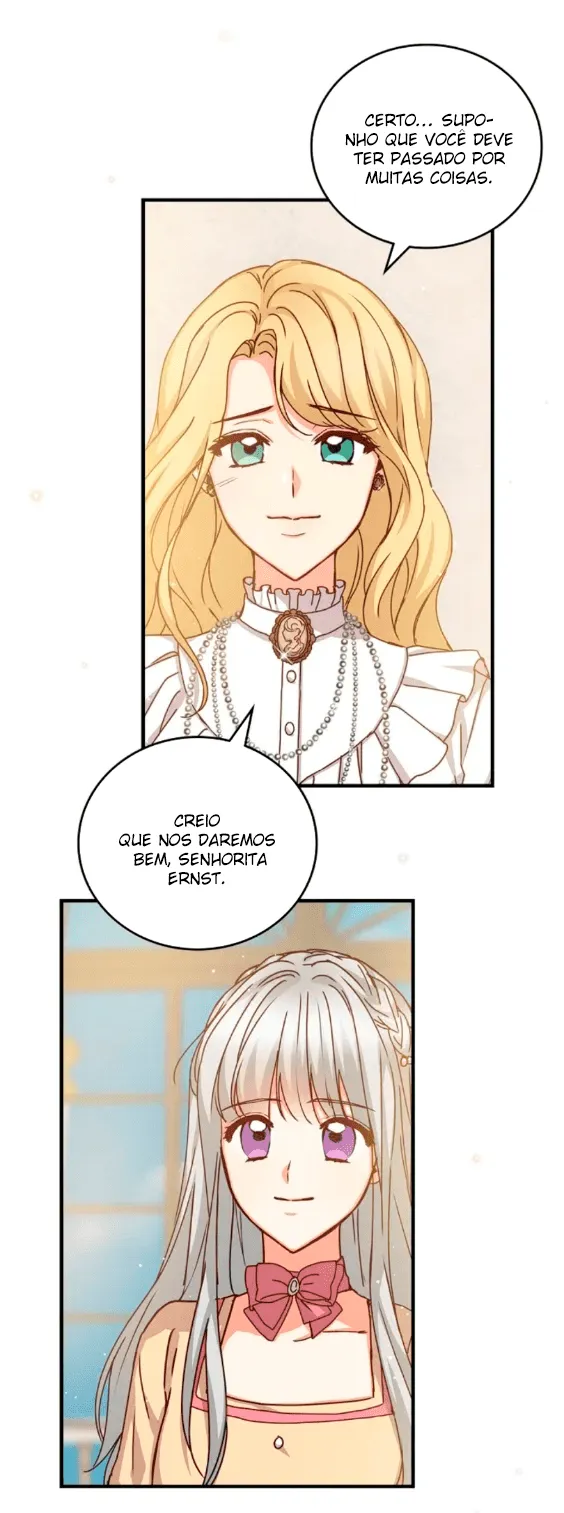 CERTO... SUPO-
NHO QUE VOCÊ DEVE
TER PASSADO POR
MUITAS COISAS.
CREIO
QUE NOS DAREMOS
BEM, SENHORITA
ERNST.